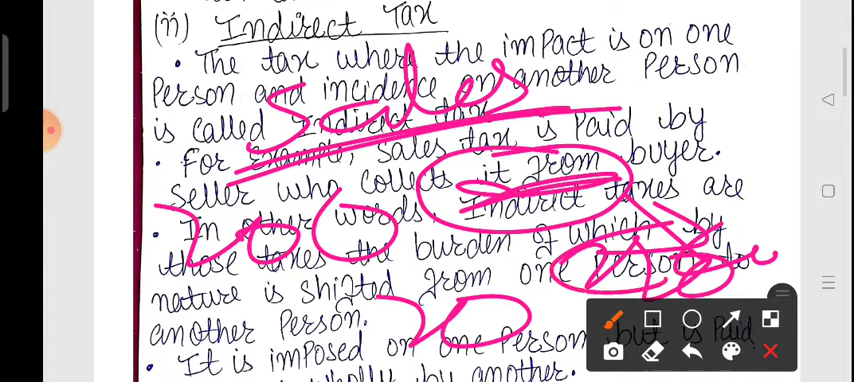 (ii) Indirect Tax
• The tax where the impact is on one
Person and incidence on another Person
is called Indirect tax
Sales
• For Example, sales tax is paid by
Seller who collects it from buyer.
• In other words, Indirect taxes are
those taxes the burden of which by
nature is shifted from one Person to
another Person.
200
20
• It is imposed on one Person but is Paid
wholly by another.